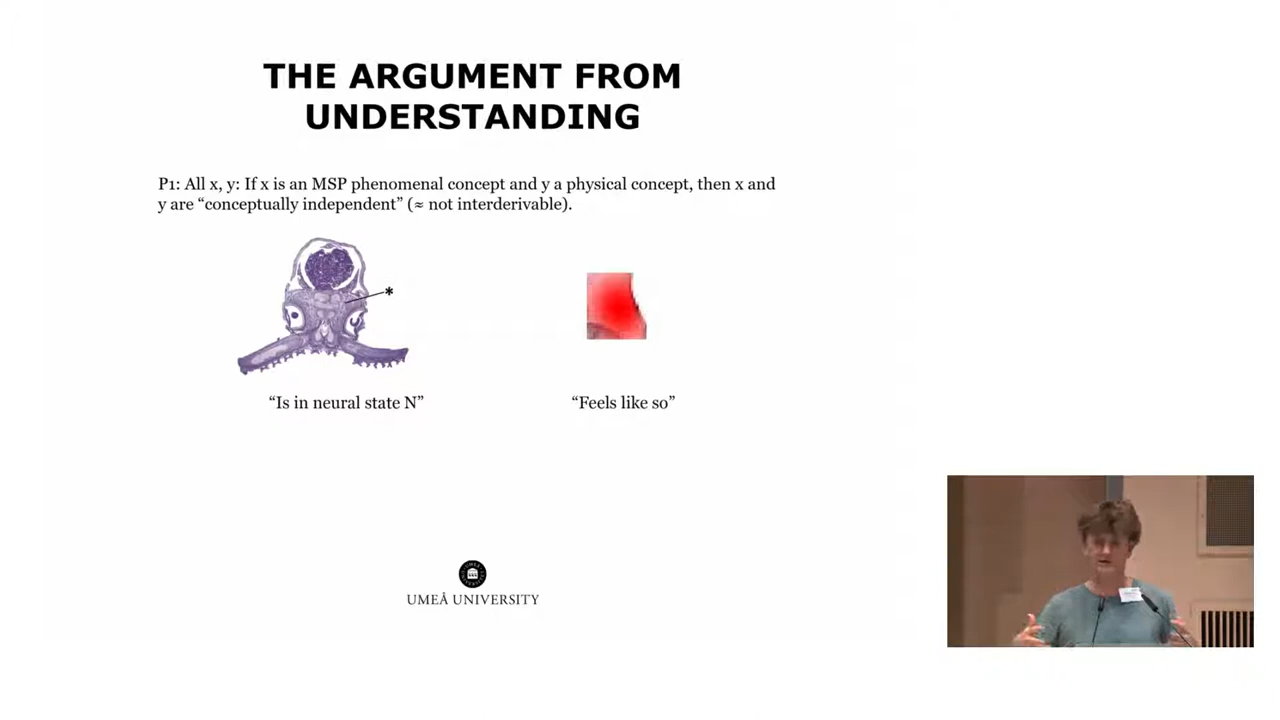 THE ARGUMENT FROM
UNDERSTANDING
P1: All x, y: If x is an MSP phenomenal concept and y a physical concept, then x and
y are “conceptually independent” (≈ not interderivable).
*
“Is in neural state N”
“Feels like so”
UMEÅ UNIVERSITY